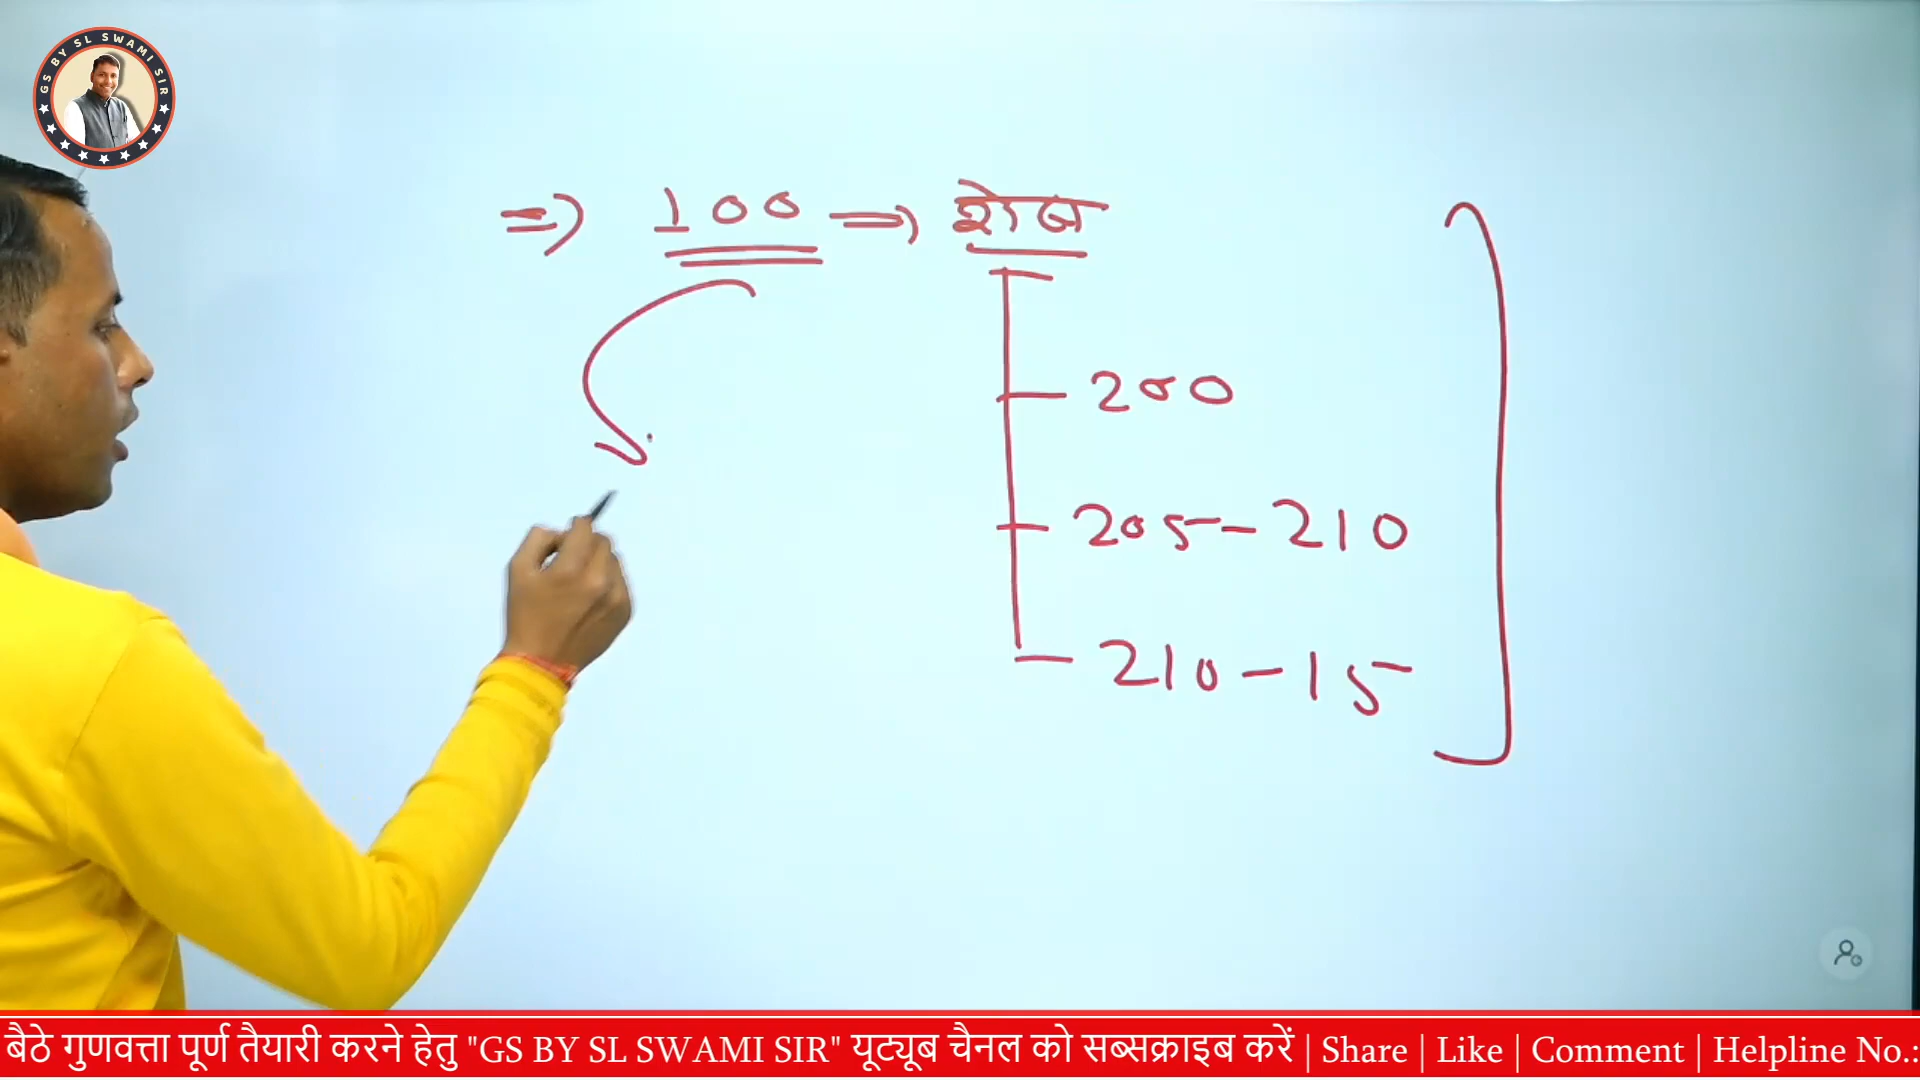 GS BY SL SWAMI SIR
=> 100 => शेब
200
205-210
210-15
बैठे गुणवत्ता पूर्ण तैयारी करने हेतु "GS BY SL SWAMI SIR" यूट्यूब चैनल को सब्सक्राइब करें | Share | Like | Comment | Helpline No.: